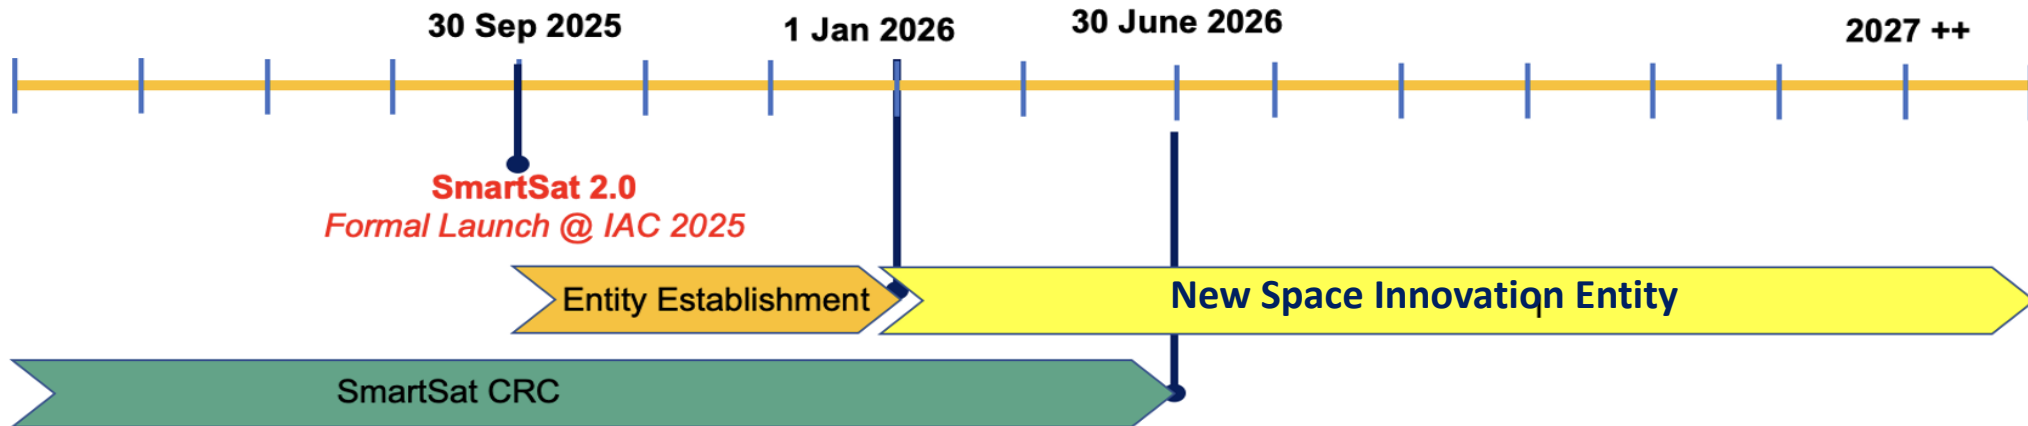 30 Sep 2025
1 Jan 2026
30 June 2026
2027 ++
SmartSat 2.0
Formal Launch @ IAC 2025
Entity Establishment
New Space Innovation Entity
SmartSat CRC